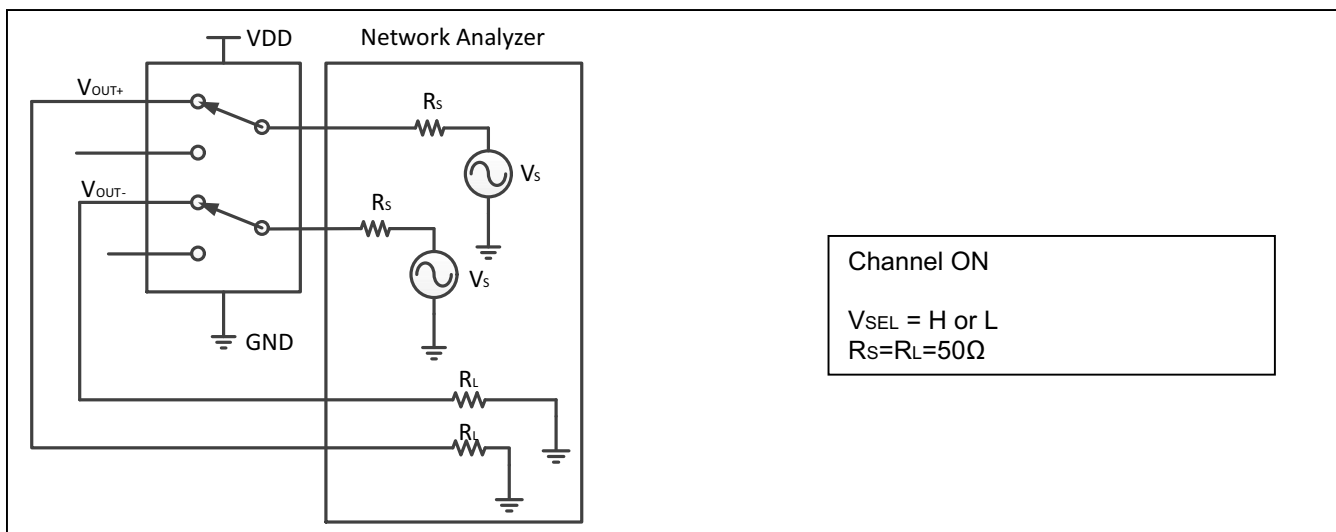 VDD
Network Analyzer
VOUT+
RS
VS
VOUT-
RS
VS
GND
RL
RL
Channel ON
VSEL = H or L
RS=RL=50Ω